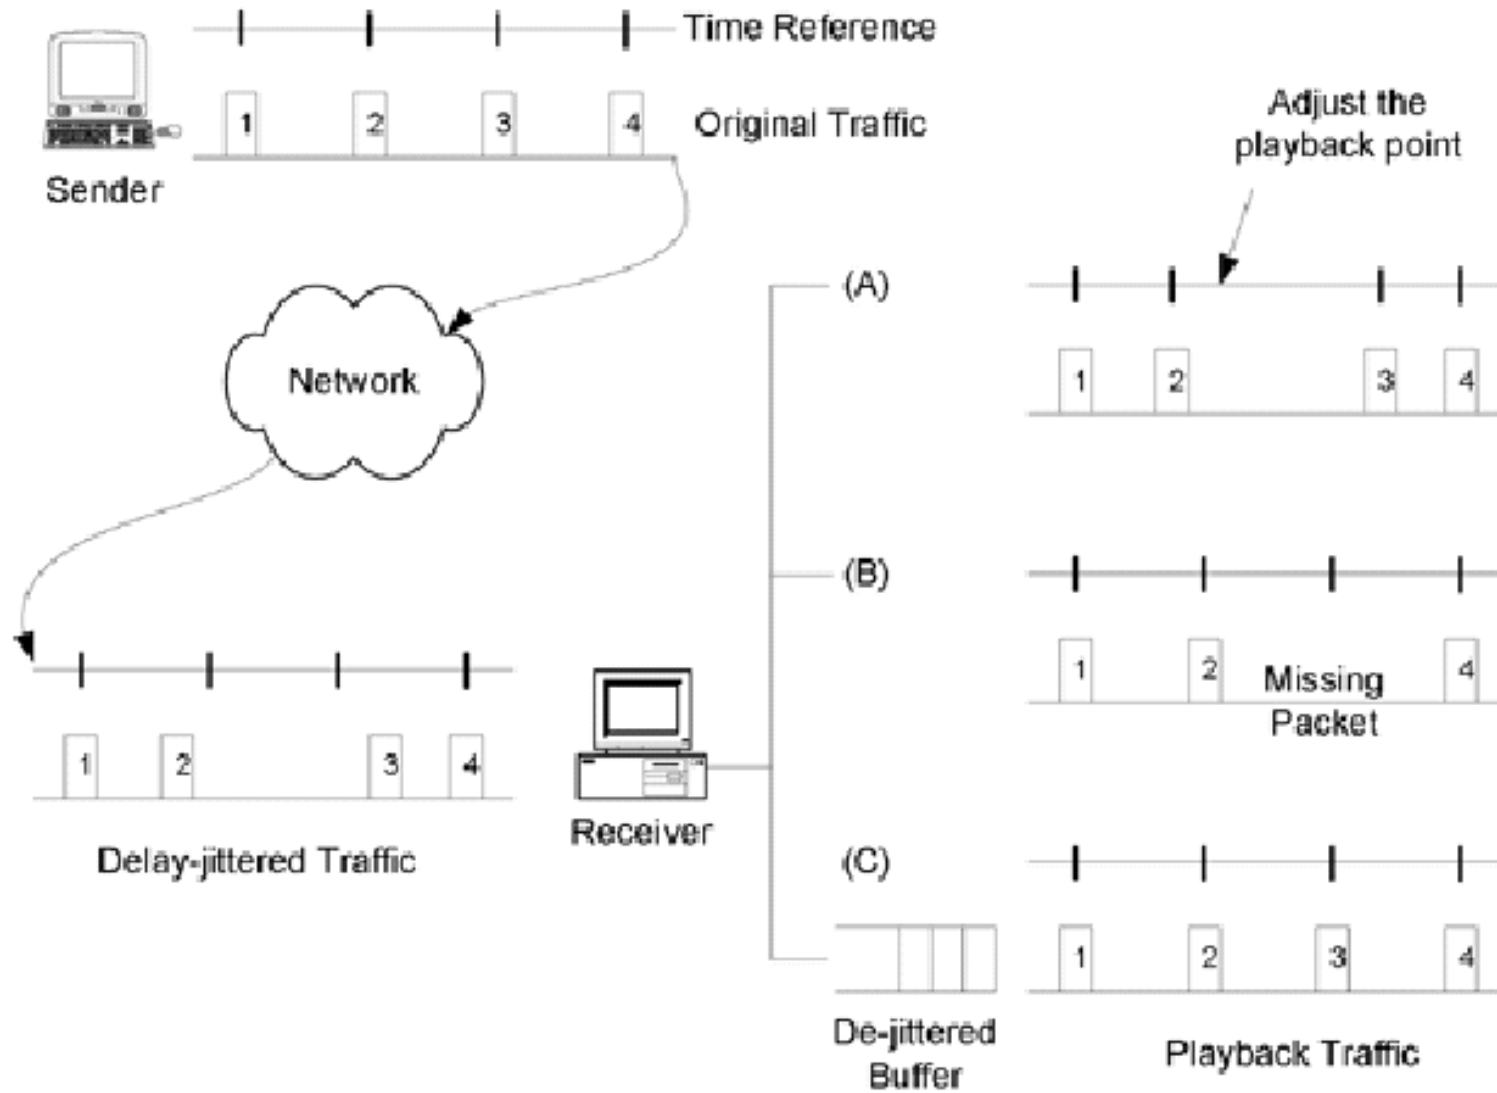 Time Reference
1 2 3 4
Original Traffic
Sender
Adjust the
playback point
Network
(A)
1 2 3 4
(B)
1 2 4
Missing
Packet
1 2 3 4
Delay-jittered Traffic
Receiver
(C)
1 2 3 4
De-jittered
Buffer
Playback Traffic